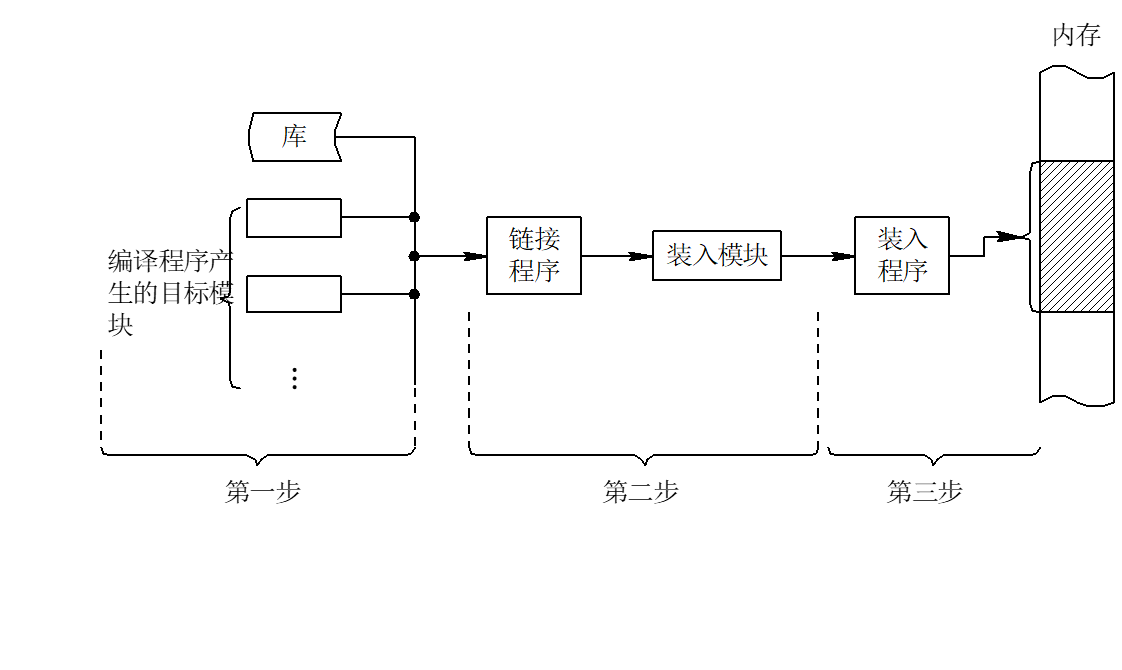 内存
库
编译程序产
生的目标模
块
链接
程序
装入模块
装入
程序
第一步
第二步
第三步